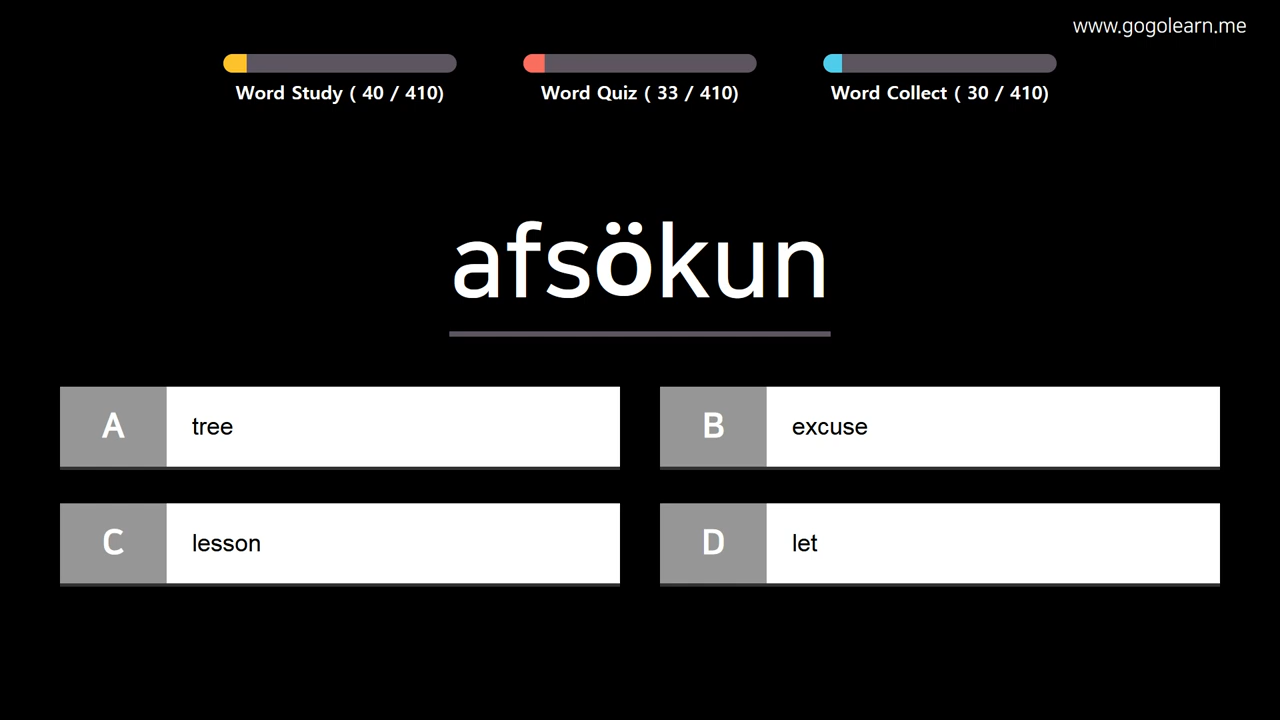 www.gogolearn.me
Word Study ( 40 / 410)
Word Quiz ( 33 / 410)
Word Collect ( 30 / 410)
afsökun
A tree
B excuse
C lesson
D let